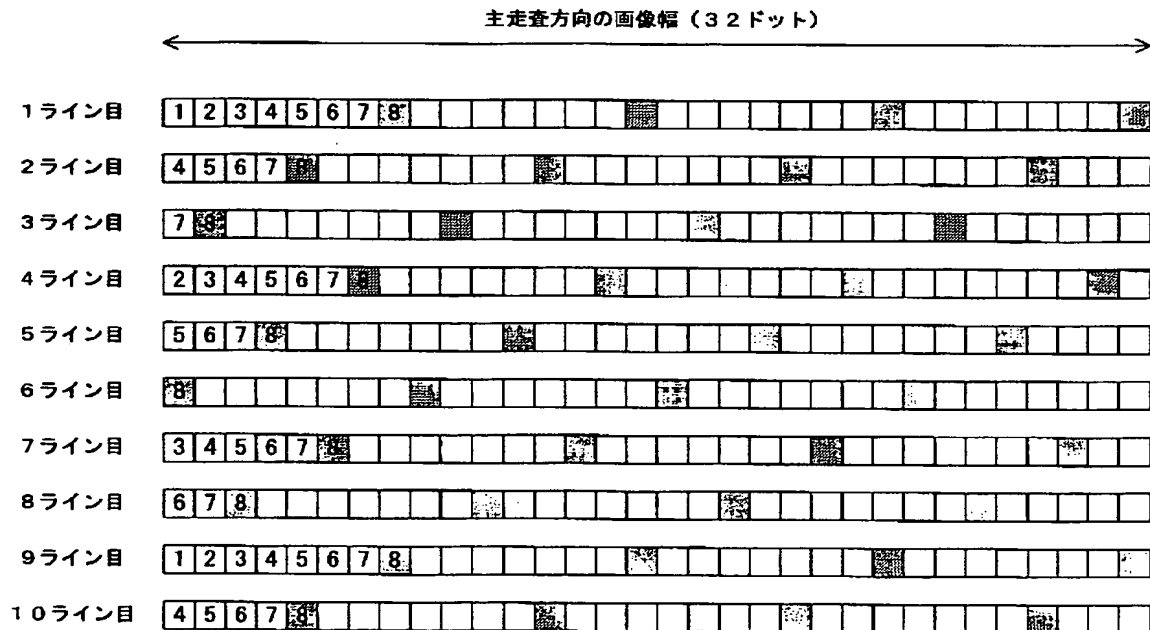 主走査方向の画像幅（３２ドット）
１ライン目 1 2 3 4 5 6 7 8
２ライン目 4 5 6 7 8
３ライン目 7 8
４ライン目 2 3 4 5 6 7 8
５ライン目 5 6 7 8
６ライン目 8
７ライン目 3 4 5 6 7 8
８ライン目 6 7 8
９ライン目 1 2 3 4 5 6 7 8
１０ライン目 4 5 6 7 8